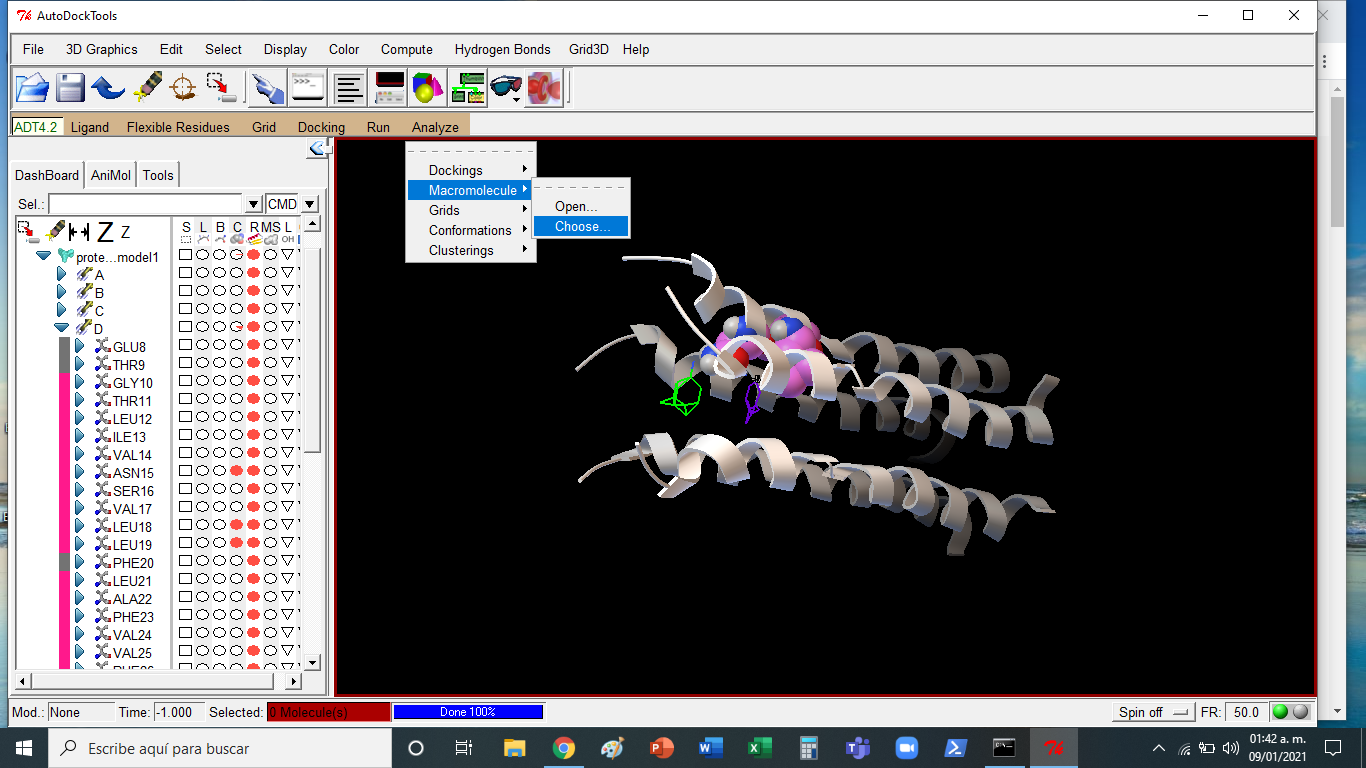 AutoDockTools
File 3D Graphics Edit Select Display Color Compute Hydrogen Bonds Grid3D Help
>>>
ADT4.2 Ligand Flexible Residues Grid Docking Run Analyze
DashBoard AniMol Tools
Sel.: CMD
Z Z S L B C R MS L
OH
prote...model1
A
B
C
D
GLU8
THR9
GLY10
THR11
LEU12
ILE13
VAL14
ASN15
SER16
VAL17
LEU18
LEU19
PHE20
LEU21
ALA22
PHE23
VAL24
VAL25
Dockings
Macromolecule
Grids
Conformations
Clusterings
Open...
Choose...
Mod.: None Time: -1.000 Selected: 0 Molecule(s) Done 100% Spin off FR: 50.0
Escribe aquí para buscar
01:42 a. m.
09/01/2021